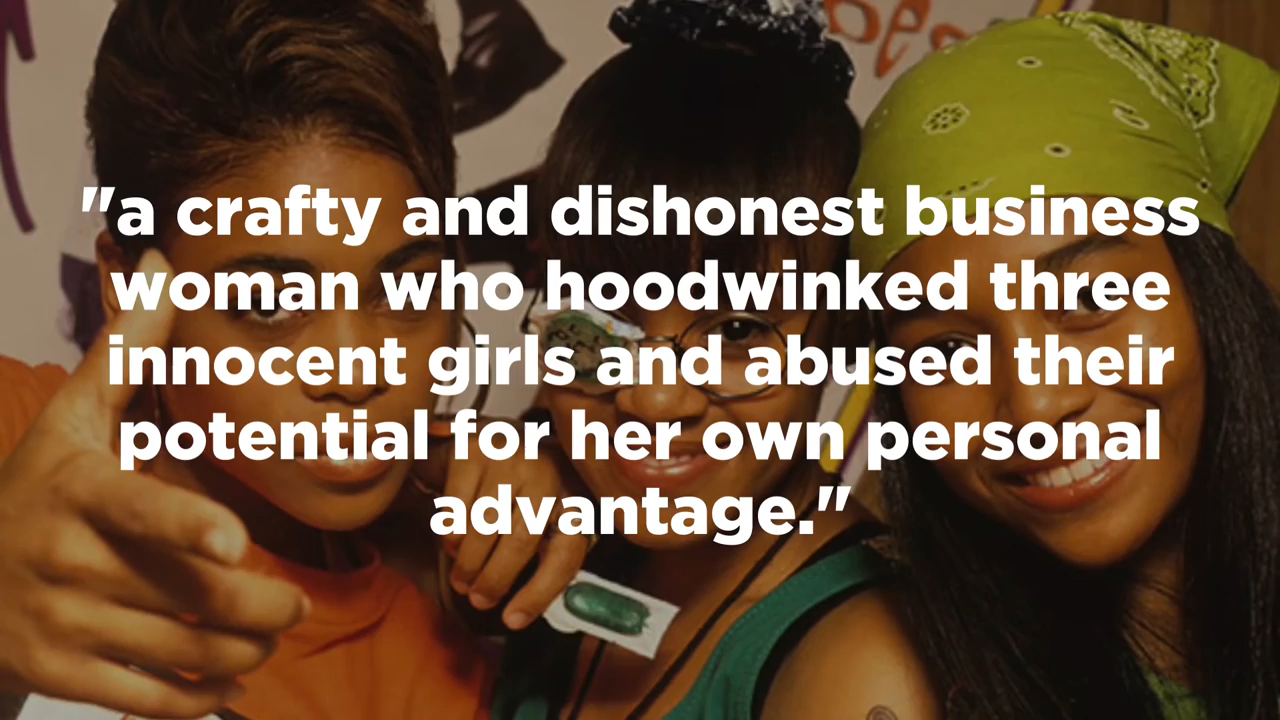 "a crafty and dishonest business
woman who hoodwinked three
innocent girls and abused their
potential for her own personal
advantage."